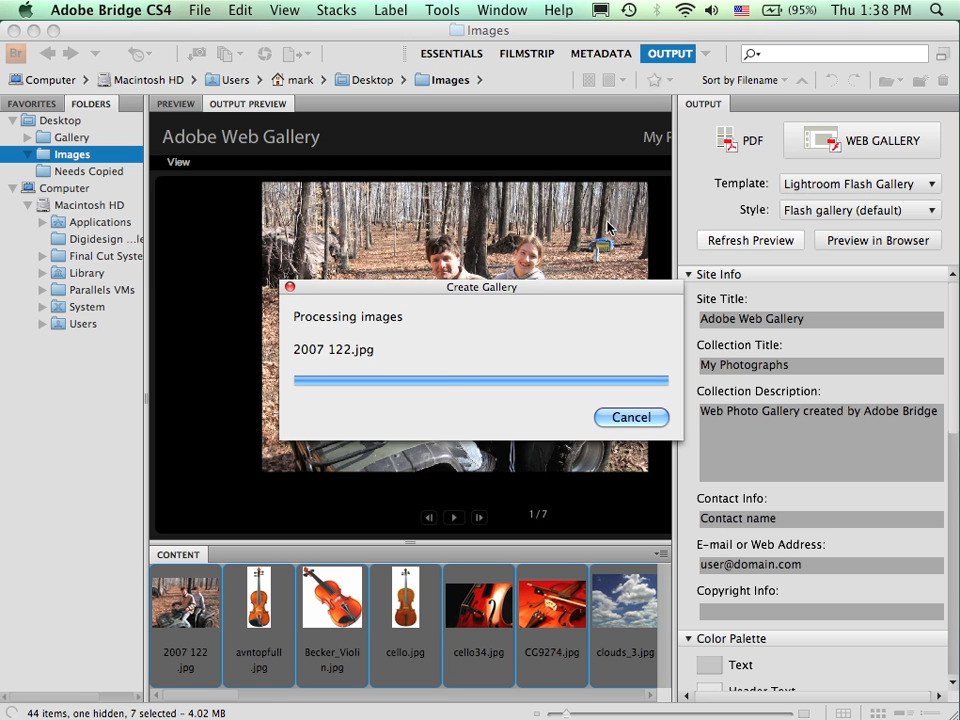 Adobe Bridge CS4 File Edit View Stacks Label Tools Window Help (95%) Thu 1:38 PM
Images
Br ESSENTIALS FILMSTRIP METADATA OUTPUT
Computer Macintosh HD Users mark Desktop Images Sort by Filename
FAVORITES FOLDERS
Desktop
Gallery
Images
Needs Copied
Computer
Macintosh HD
Applications
Digidesign ...le
Final Cut Syste
Library
Parallels VMs
System
Users
PREVIEW OUTPUT PREVIEW
Adobe Web Gallery My P
View
Create Gallery
Processing images
2007 122.jpg
Cancel
1/7
CONTENT
2007 122
.jpg
avntopfull
.jpg
Becker_Violi
n.jpg
cello.jpg
cello34.jpg
CG9274.jpg
clouds_3.jpg
OUTPUT
PDF WEB GALLERY
Template: Lightroom Flash Gallery
Style: Flash gallery (default)
Refresh Preview Preview in Browser
Site Info
Site Title:
Adobe Web Gallery
Collection Title:
My Photographs
Collection Description:
Web Photo Gallery created by Adobe Bridge
Contact Info:
Contact name
E-mail or Web Address:
user@domain.com
Copyright Info:
Color Palette
Text
Header Text
44 items, one hidden, 7 selected - 4.02 MB